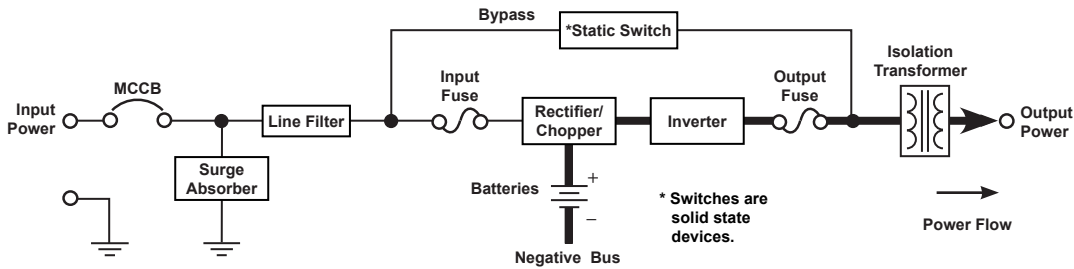 Bypass
*Static Switch
Isolation
Transformer
MCCB
Input
Fuse
Output
Fuse
Input
Power
Line Filter
Rectifier/
Chopper
Inverter
Output
Power
Surge
Absorber
Batteries
+
−
* Switches are
solid state
devices.
Power Flow
Negative Bus